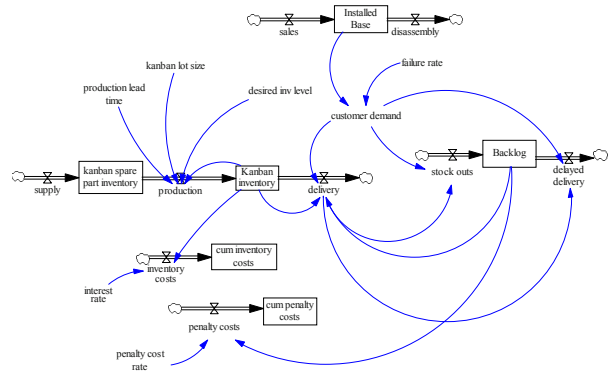 Installed
Base
sales
disassembly
kanban lot size
failure rate
production lead
time
desired inv level
customer demand
Backlog
stock outs
delayed
delivery
kanban spare
part inventory
Kanban
inventory
supply
production
delivery
cum inventory
costs
inventory
costs
interest
rate
cum penalty
costs
penalty costs
penalty cost
rate